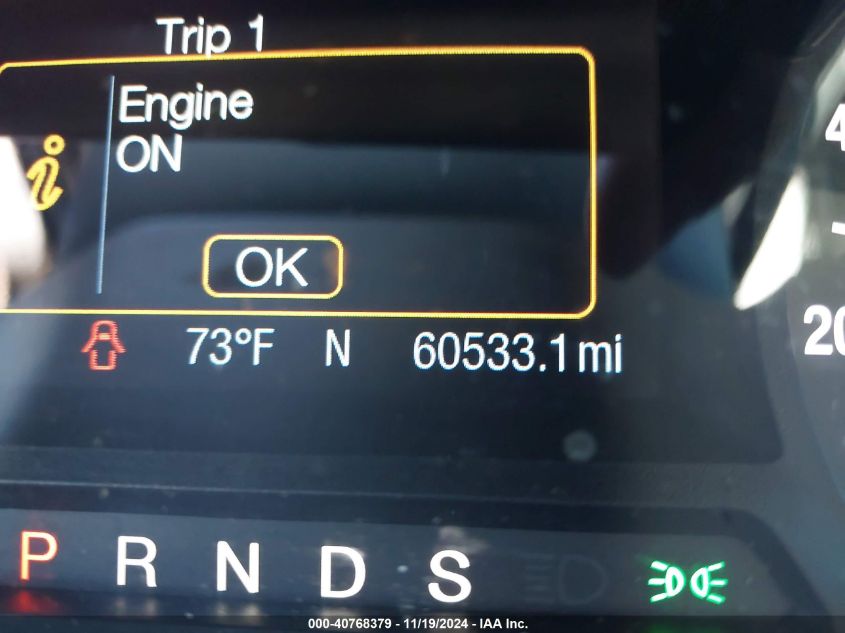 Trip 1
Engine
ON
i
OK
73°F N 60533.1 mi
P R N D S
000-40768379 - 11/19/2024 - IAA Inc.